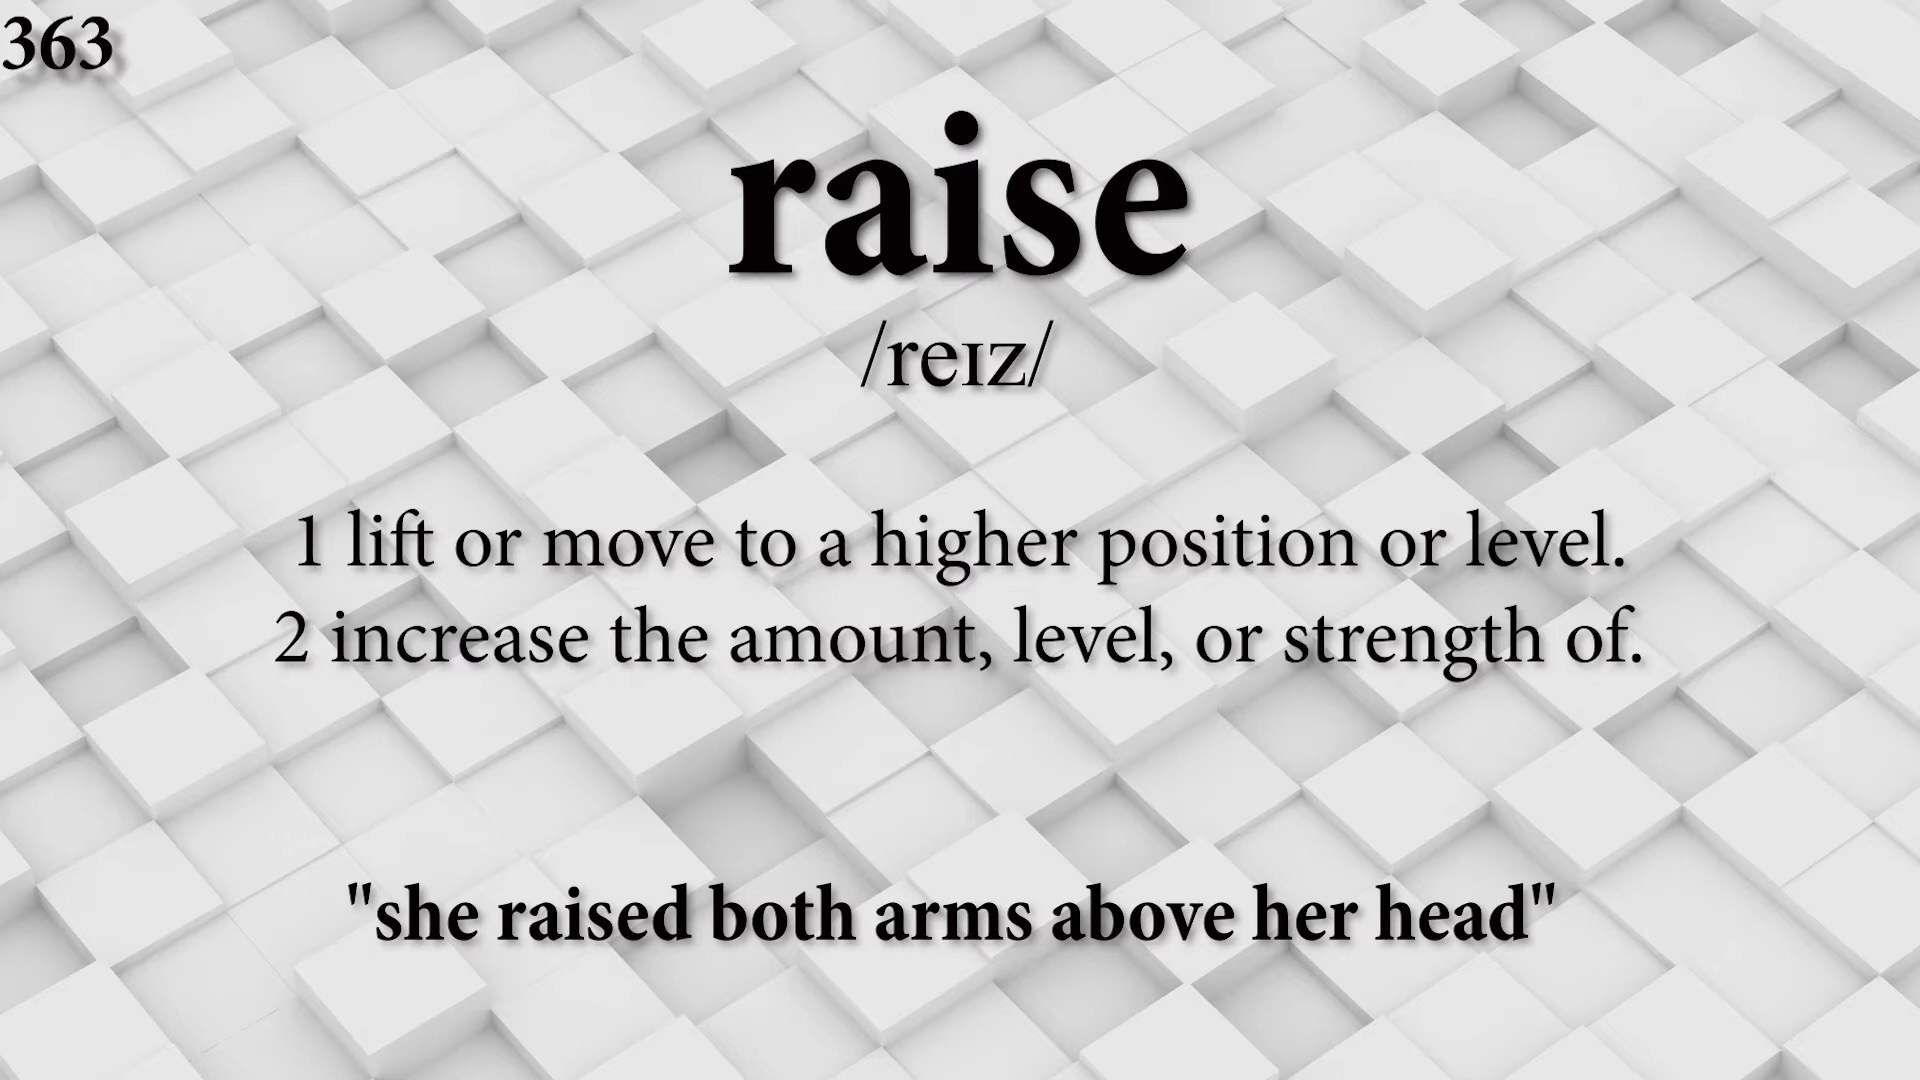 363
raise
/reɪz/
1 lift or move to a higher position or level.
2 increase the amount, level, or strength of.
"she raised both arms above her head"